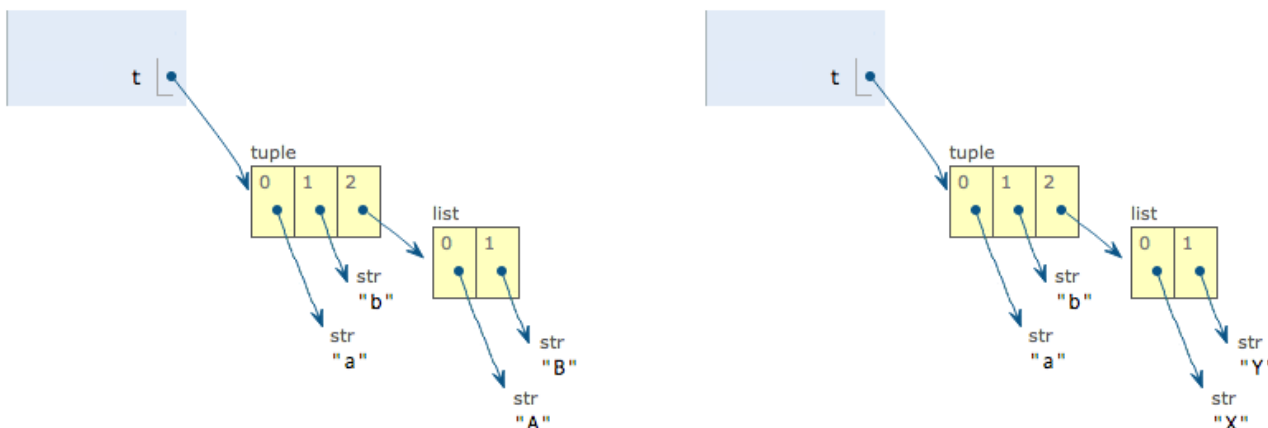 t
tuple
0 1 2
list
0 1
str
"b"
str
"a"
str
"B"
str
"A"
t
tuple
0 1 2
list
0 1
str
"b"
str
"a"
str
"Y"
str
"X"